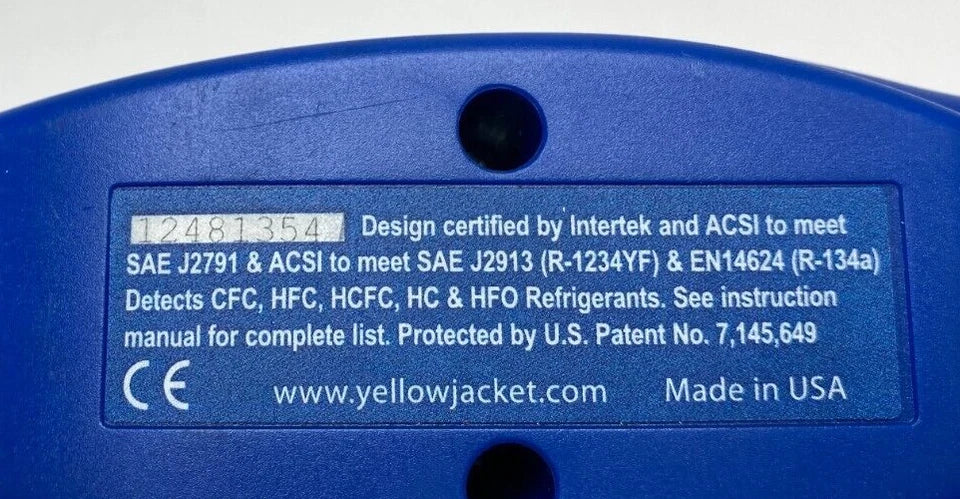 12481354 Design certified by Intertek and ACSI to meet
SAE J2791 & ACSI to meet SAE J2913 (R-1234YF) & EN14624 (R-134a)
Detects CFC, HFC, HCFC, HC & HFO Refrigerants. See instruction
manual for complete list. Protected by U.S. Patent No. 7,145,649
CE www.yellowjacket.com Made in USA